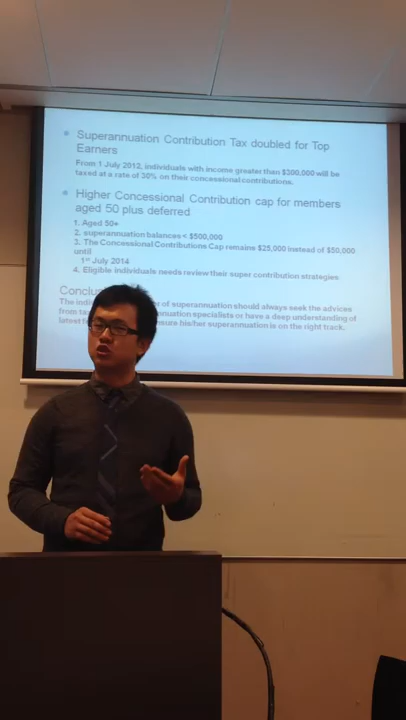 Superannuation Contribution Tax doubled for Top
Earners
From 1 July 2012, individuals with income greater than $300,000 will be
taxed at a rate of 30% on their concessional contributions.
Higher Concessional Contribution cap for members
aged 50 plus deferred
1. Aged 50+
2. superannuation balances < $500,000
3. The Concessional Contributions Cap remains $25,000 instead of $50,000
until
1st July 2014
4. Eligible individuals needs review their super contribution strategies
The of superannuation should always seek the advices
from specialists or have a deep understanding of
latest his/her superannuation is on the right track.